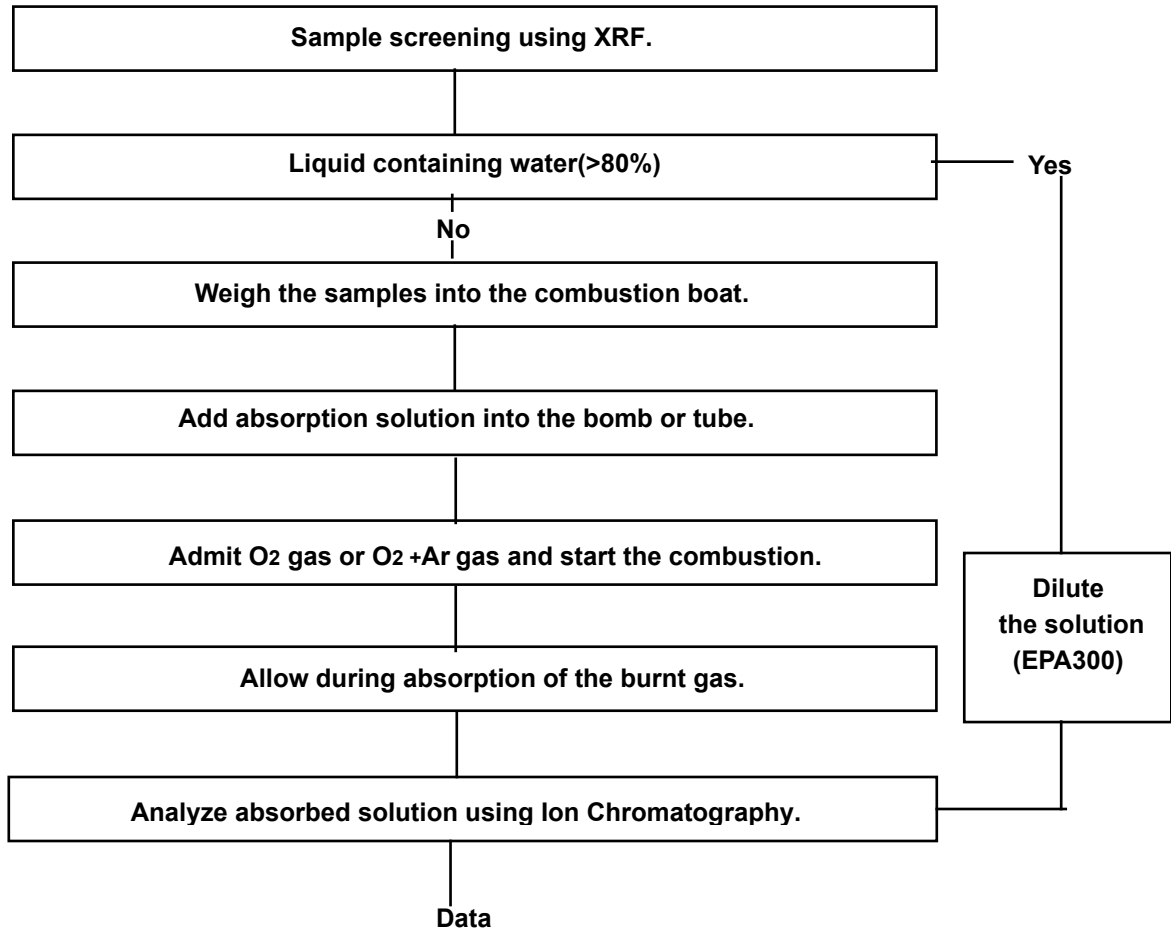 Sample screening using XRF.
Liquid containing water(>80%)
Yes
No
Weigh the samples into the combustion boat.
Add absorption solution into the bomb or tube.
Admit O2 gas or O2 +Ar gas and start the combustion.
Dilute
the solution
(EPA300)
Allow during absorption of the burnt gas.
Analyze absorbed solution using Ion Chromatography.
Data